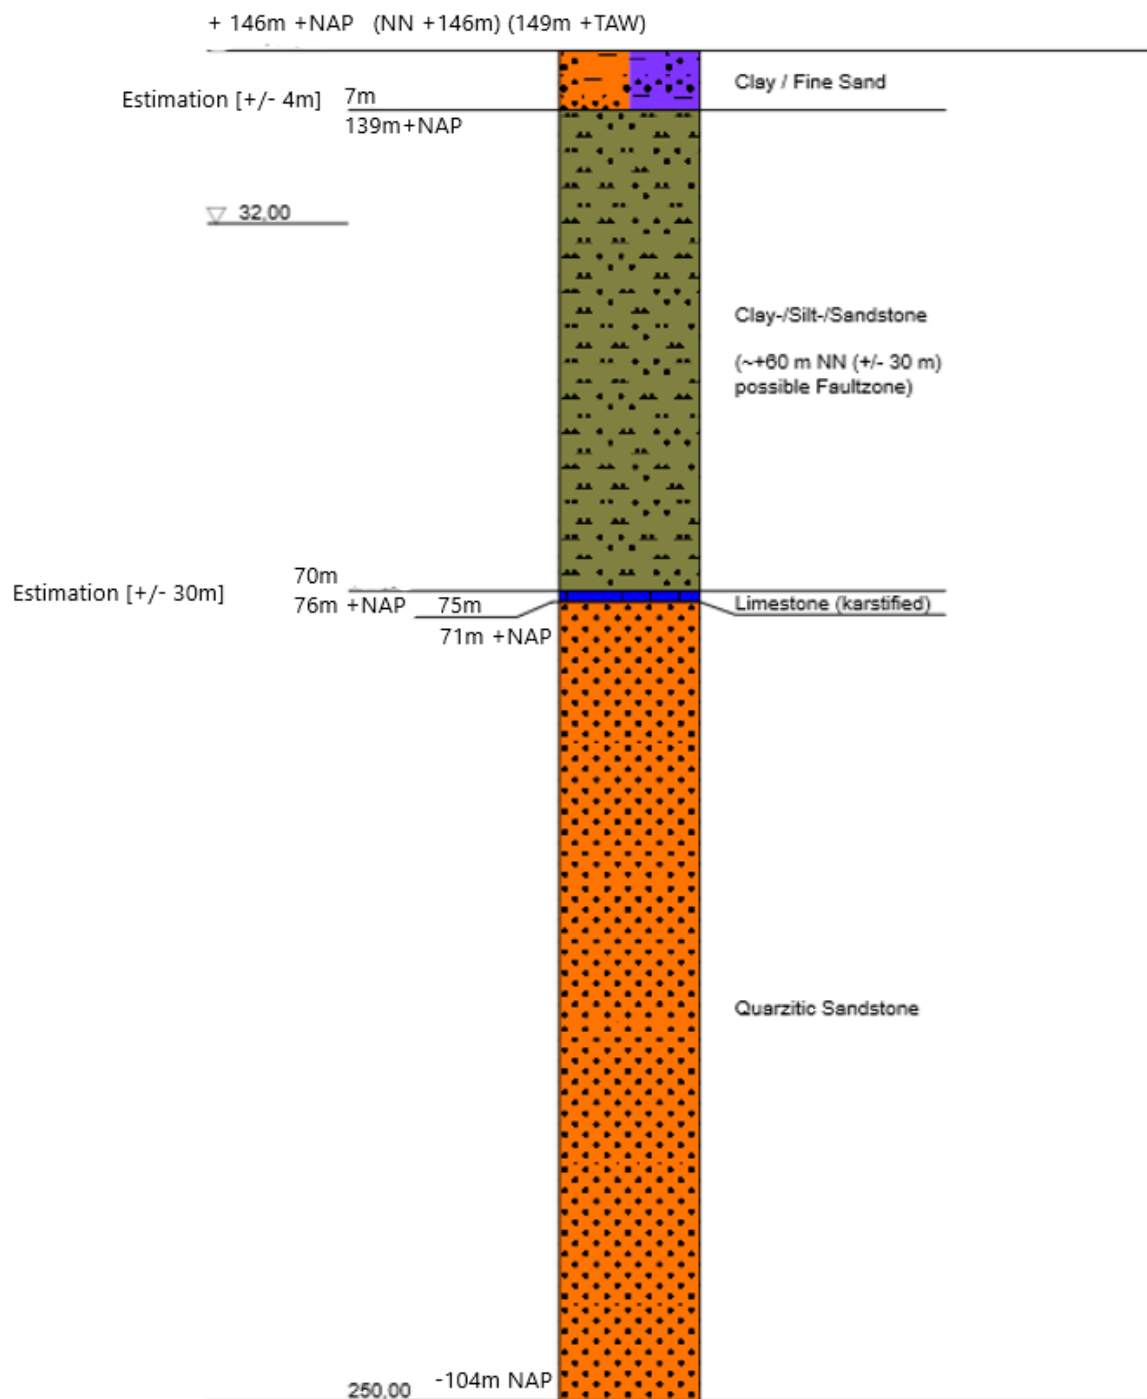 + 146m +NAP (NN +146m) (149m +TAW)
Clay / Fine Sand
Estimation [+/- 4m] 7m
139m+NAP
32,00
Clay-/Silt-/Sandstone
(~+60 m NN (+/- 30 m)
possible Faultzone)
70m
Estimation [+/- 30m]
76m +NAP 75m
Limestone (karstified)
71m +NAP
Quarzitic Sandstone
-104m NAP
250,00